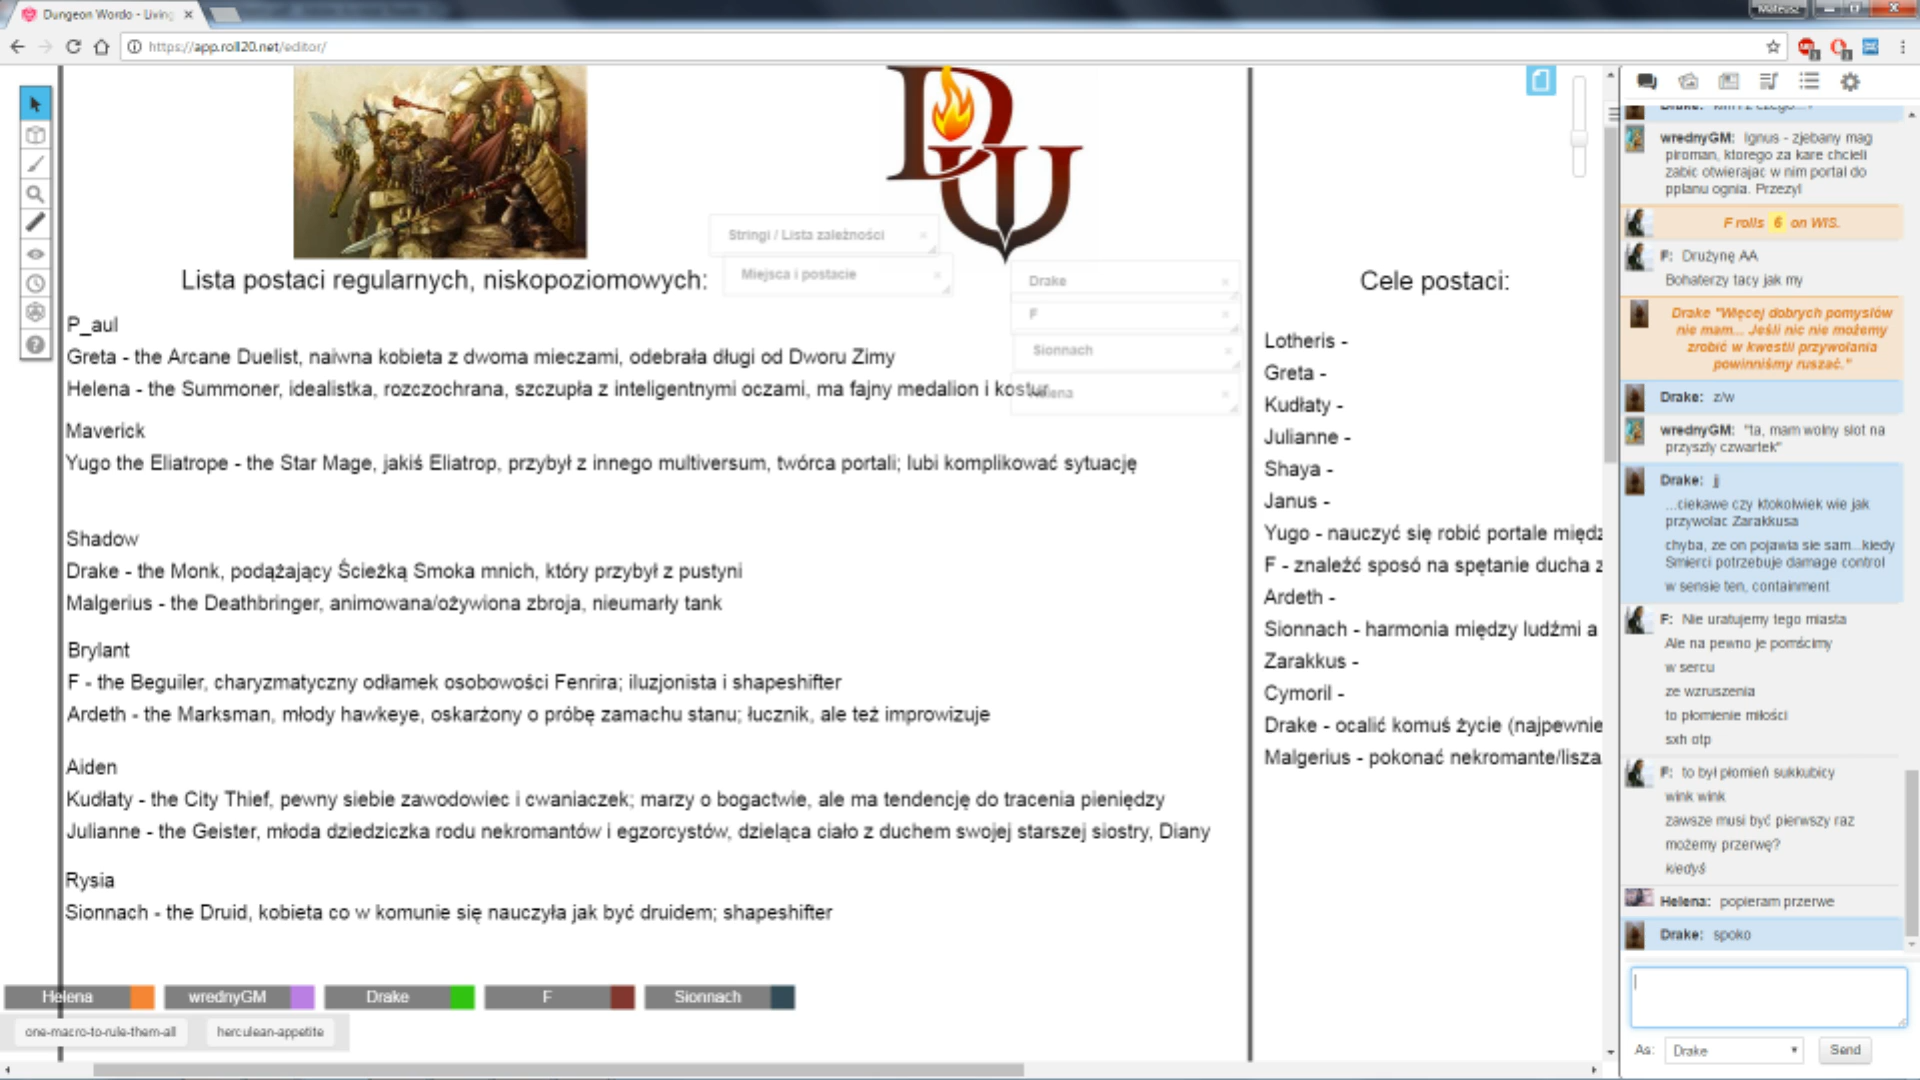 Dungeon Wordo - Living
Mateusz
https://app.roll20.net/editor/
DW
Stringi / Lista zależności
Miejsca i postacie
Drake
F
Sionnach
Helena
Lista postaci regularnych, niskopoziomowych:
P_aul
Greta - the Arcane Duelist, naiwna kobieta z dwoma mieczami, odebrała długi od Dworu Zimy
Helena - the Summoner, idealistka, rozczochrana, szczupła z inteligentnymi oczami, ma fajny medalion i kostur
Maverick
Yugo the Eliatrope - the Star Mage, jakiś Eliatrop, przybył z innego multiversum, twórca portali; lubi komplikować sytuację
Shadow
Drake - the Monk, podążający Ścieżką Smoka mnich, który przybył z pustyni
Malgerius - the Deathbringer, animowana/ożywiona zbroja, nieumarły tank
Brylant
F - the Beguiler, charyzmatyczny odłamek osobowości Fenrira; iluzjonista i shapeshifter
Ardeth - the Marksman, młody hawkeye, oskarżony o próbę zamachu stanu; łucznik, ale też improwizuje
Aiden
Kudłaty - the City Thief, pewny siebie zawodowiec i cwaniaczek; marzy o bogactwie, ale ma tendencję do tracenia pieniędzy
Julianne - the Geister, młoda dziedziczka rodu nekromantów i egzorcystów, dzieląca ciało z duchem swojej starszej siostry, Diany
Rysia
Sionnach - the Druid, kobieta co w komunie się nauczyła jak być druidem; shapeshifter
Cele postaci:
Lotheris -
Greta -
Kudłaty -
Julianne -
Shaya -
Janus -
Yugo - nauczyć się robić portale międz
F - znaleźć sposó na spętanie ducha z
Ardeth -
Sionnach - harmonia między ludźmi a
Zarakkus -
Cymoril -
Drake - ocalić komuś życie (najpewnie
Malgerius - pokonać nekromante/lisza
Helena
wrednyGM
Drake
F
Sionnach
one-macro-to-rule-them-all
herculean-appetite
Drake:
wrednyGM: Ignus - zjebany mag
piroman, ktorego za kare chcieli
zabic otwierajac w nim portal do
pplanu ognia. Przezyl
F rolls 6 on WIS.
F: Drużynę AA
Bohaterzy tacy jak my
Drake "Więcej dobrych pomysłów
nie mam... Jeśli nic nie możemy
zrobić w kwestii przywołania
powinniśmy ruszać."
Drake: z/w
wrednyGM: "ta, mam wolny slot na
przyszly czwartek"
Drake: jj
...ciekawe czy ktokolwiek wie jak
przywolac Zarakkusa
chyba, ze on pojawia sie sam...kiedy
Smierci potrzebuje damage control
w sensie ten, containment
F: Nie uratujemy tego miasta
Ale na pewno je pomścimy
w sercu
ze wzruszenia
to płomienie miłości
sxh otp
F: to był płomień sukkubicy
wink wink
zawsze musi być pierwszy raz
możemy przerwę?
kiedyś
Helena: popieram przerwe
Drake: spoko
As:
Drake
Send